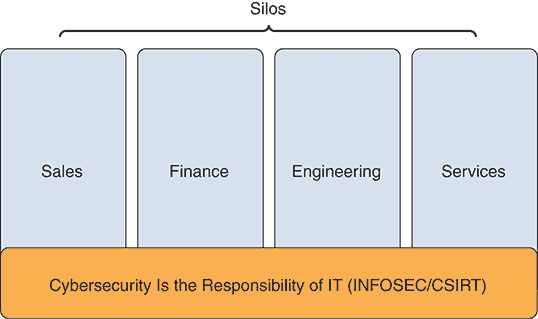 Silos
Sales
Finance
Engineering
Services
Cybersecurity Is the Responsibility of IT (INFOSEC/CSIRT)